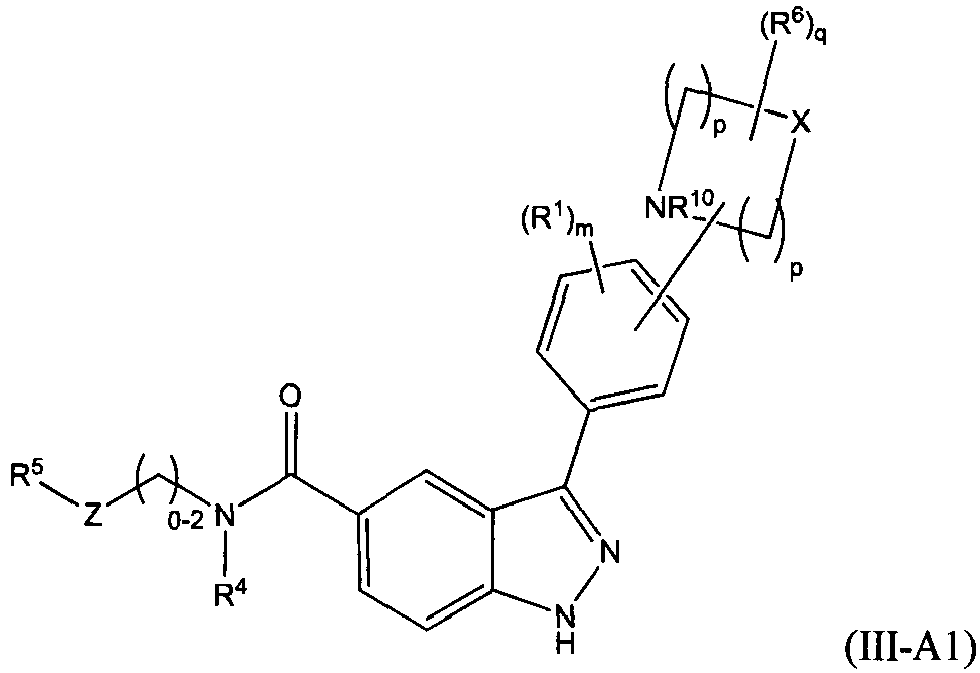 (R⁶)q
( )p
X
NR¹⁰
(R¹)m
( )p
O
R⁵
Z
( )0-2
N
R⁴
N
N
H
(III-A1)